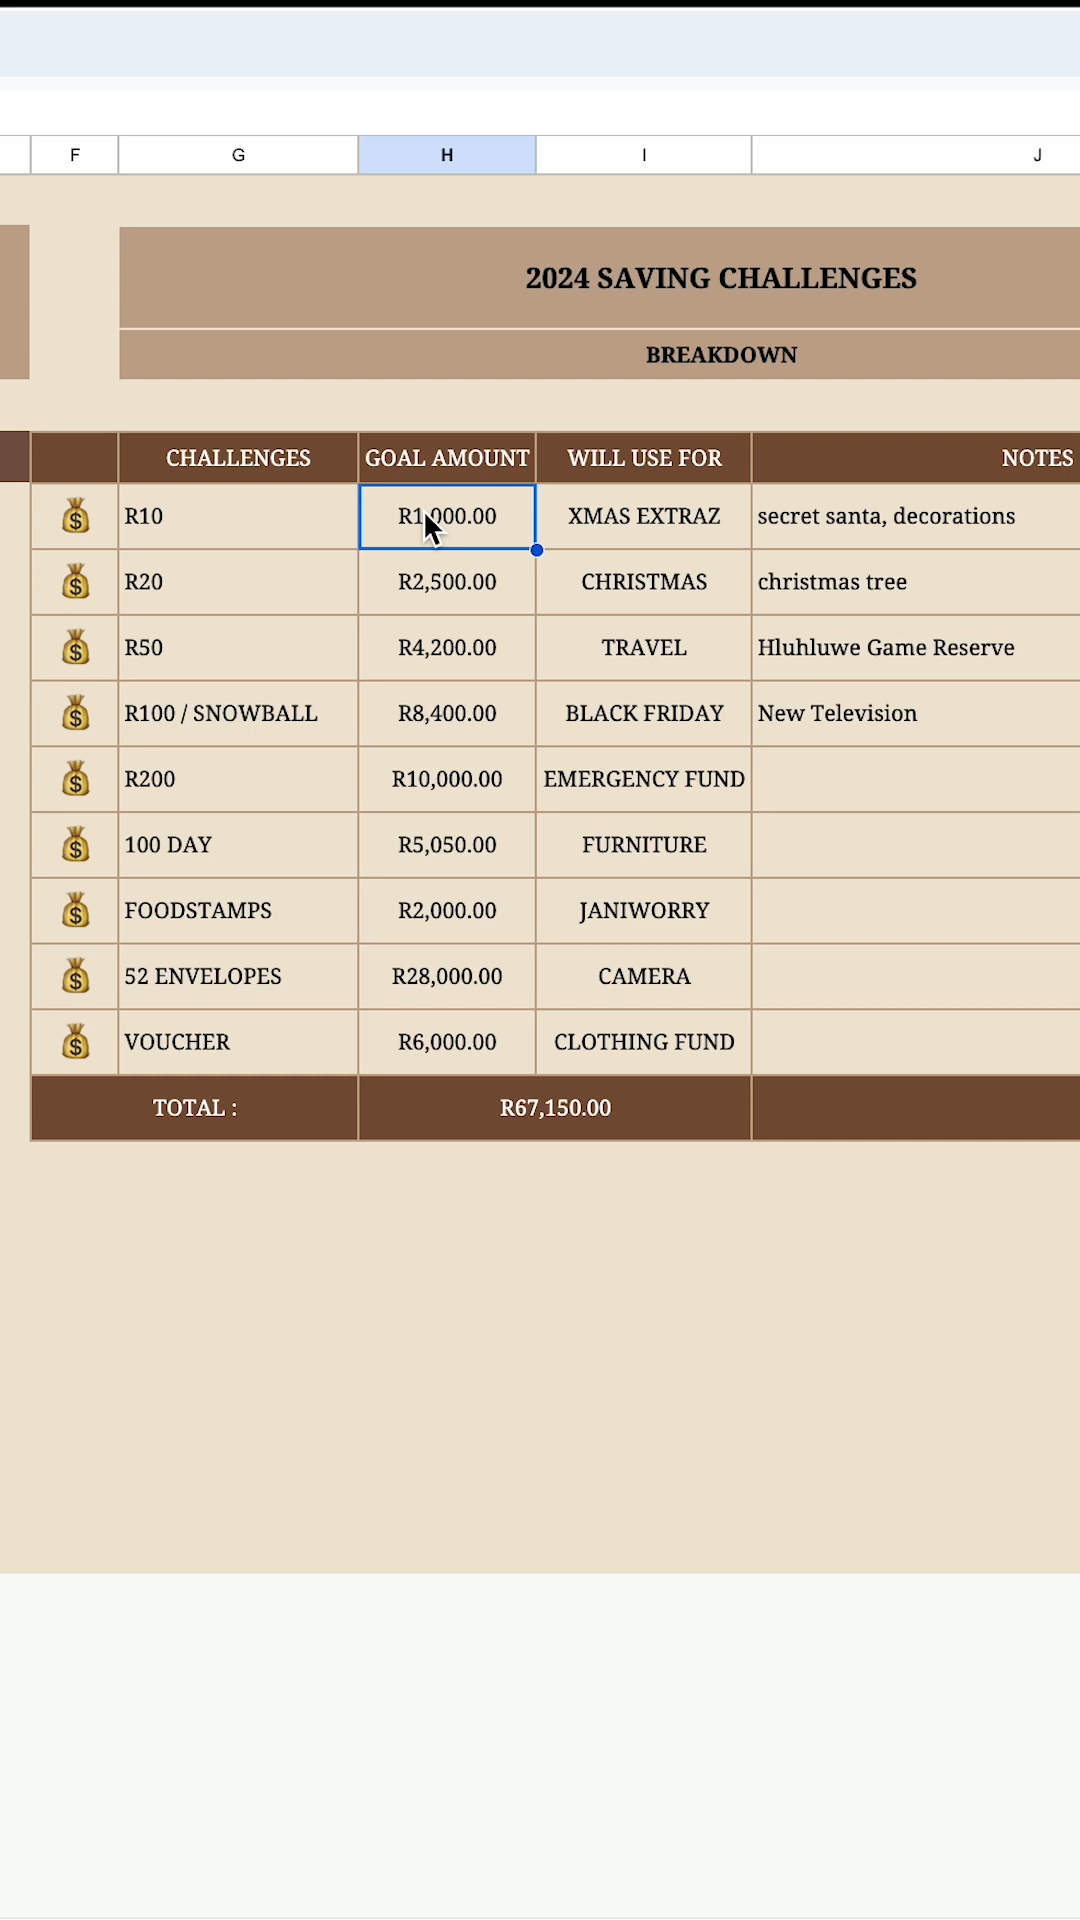 F G H I J
2024 SAVING CHALLENGES
BREAKDOWN
CHALLENGES GOAL AMOUNT WILL USE FOR NOTES
R10 R1,000.00 XMAS EXTRAZ secret santa, decorations
R20 R2,500.00 CHRISTMAS christmas tree
R50 R4,200.00 TRAVEL Hluhluwe Game Reserve
R100 / SNOWBALL R8,400.00 BLACK FRIDAY New Television
R200 R10,000.00 EMERGENCY FUND
100 DAY R5,050.00 FURNITURE
FOODSTAMPS R2,000.00 JANIWORRY
52 ENVELOPES R28,000.00 CAMERA
VOUCHER R6,000.00 CLOTHING FUND
TOTAL : R67,150.00